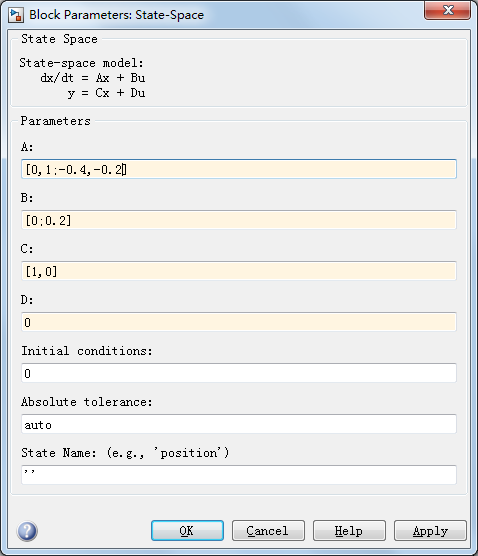 Block Parameters: State-Space
State Space
State-space model:
dx/dt = Ax + Bu
y = Cx + Du
Parameters
A:
[0,1;-0.4,-0.2]
B:
[0;0.2]
C:
[1,0]
D:
0
Initial conditions:
0
Absolute tolerance:
auto
State Name: (e.g., 'position')
''
OK
Cancel
Help
Apply